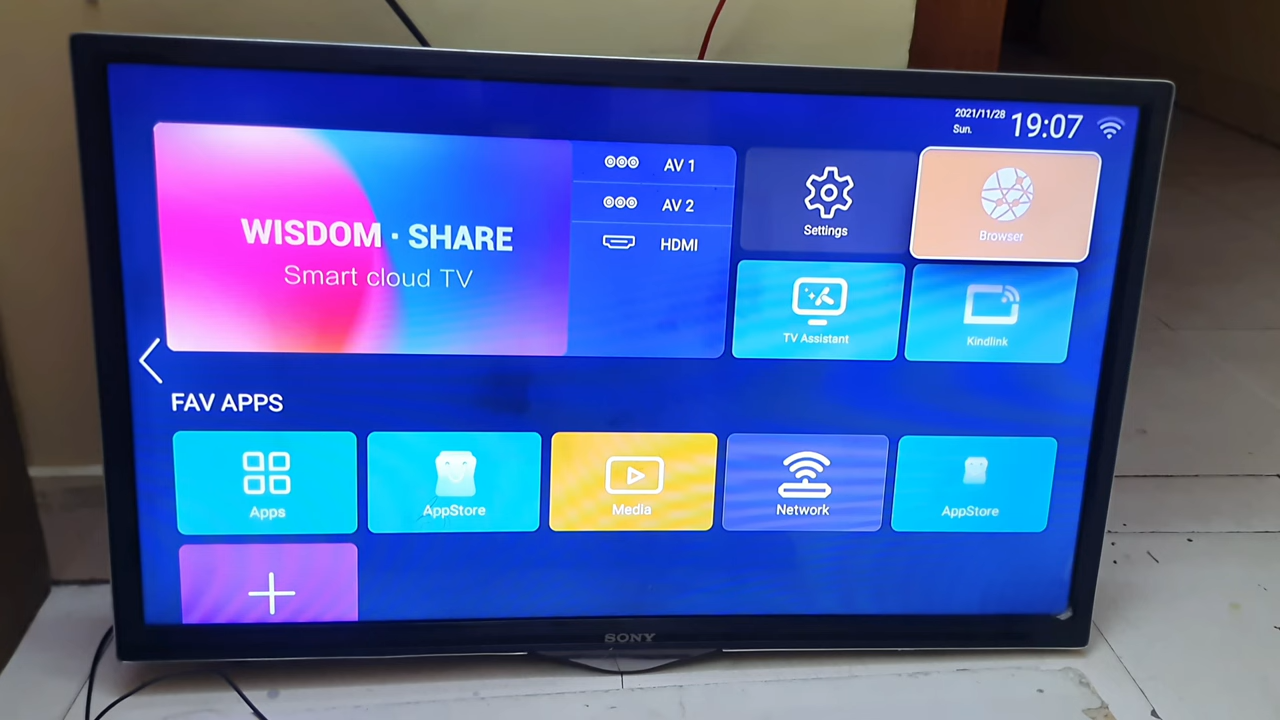 2021/11/28
Sun.
19:07
WISDOM · SHARE
Smart cloud TV
AV 1
AV 2
HDMI
Settings
Browser
TV Assistant
Kindlink
FAV APPS
Apps
AppStore
Media
Network
AppStore
SONY